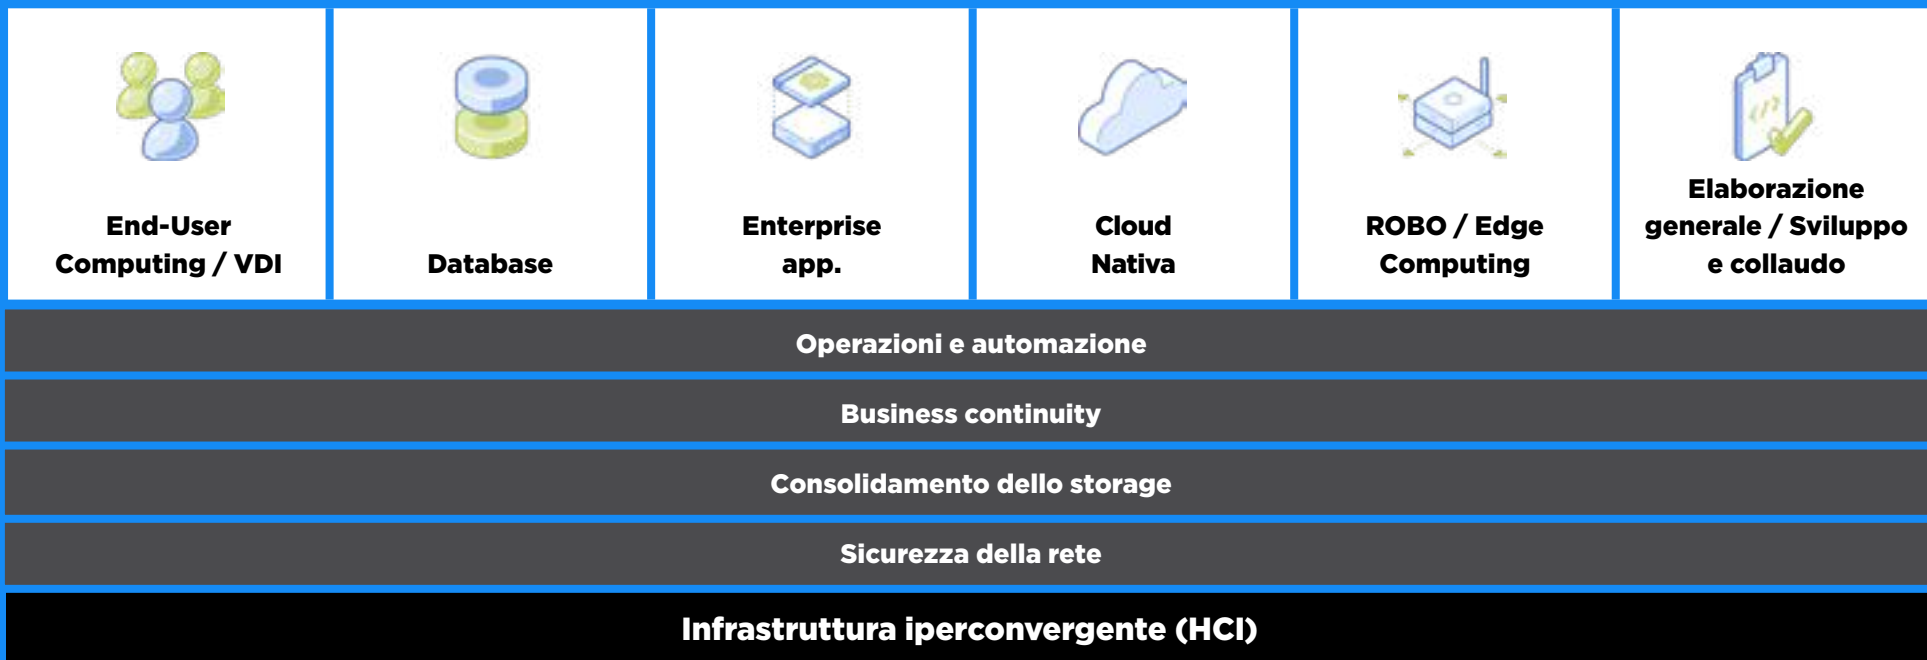 End-User
Computing / VDI
Database
Enterprise
app.
Cloud
Nativa
ROBO / Edge
Computing
Elaborazione
generale / Sviluppo
e collaudo
Operazioni e automazione
Business continuity
Consolidamento dello storage
Sicurezza della rete
Infrastruttura iperconvergente (HCI)